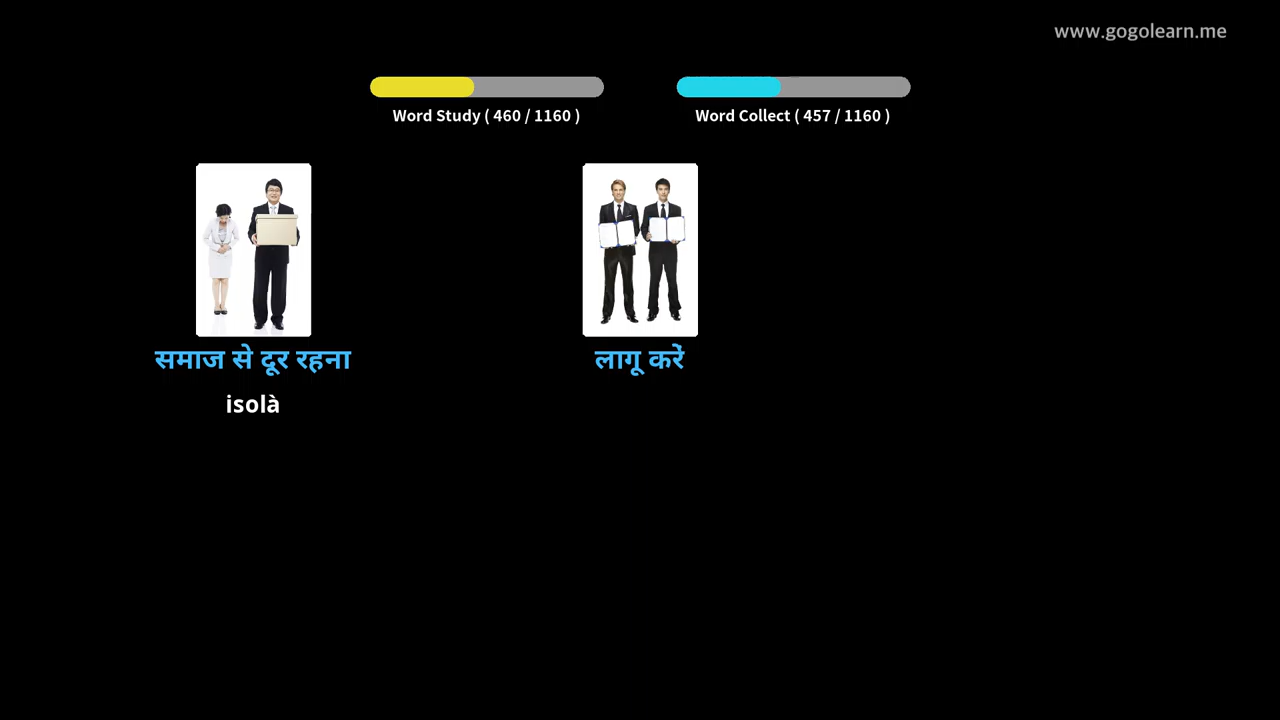 www.gogolearn.me
Word Study ( 460 / 1160 )
Word Collect ( 457 / 1160 )
समाज से दूर रहना
लागू करें
isolà